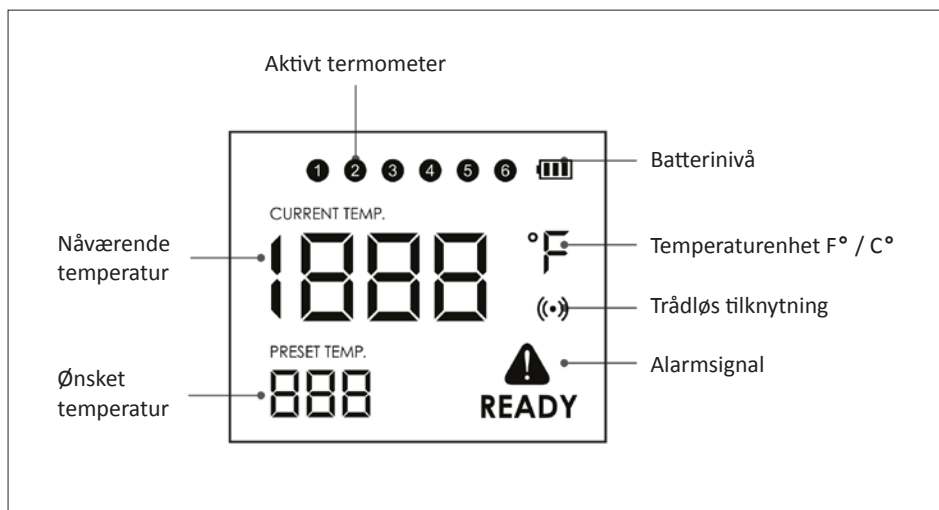 Aktivt termometer
1 2 3 4 5 6
Batterinivå
CURRENT TEMP.
Nåværende
temperatur
1888
°F
Temperaturenhet F° / C°
Trådløs tilknytning
PRESET TEMP.
Alarmsignal
Ønsket
temperatur
888
READY